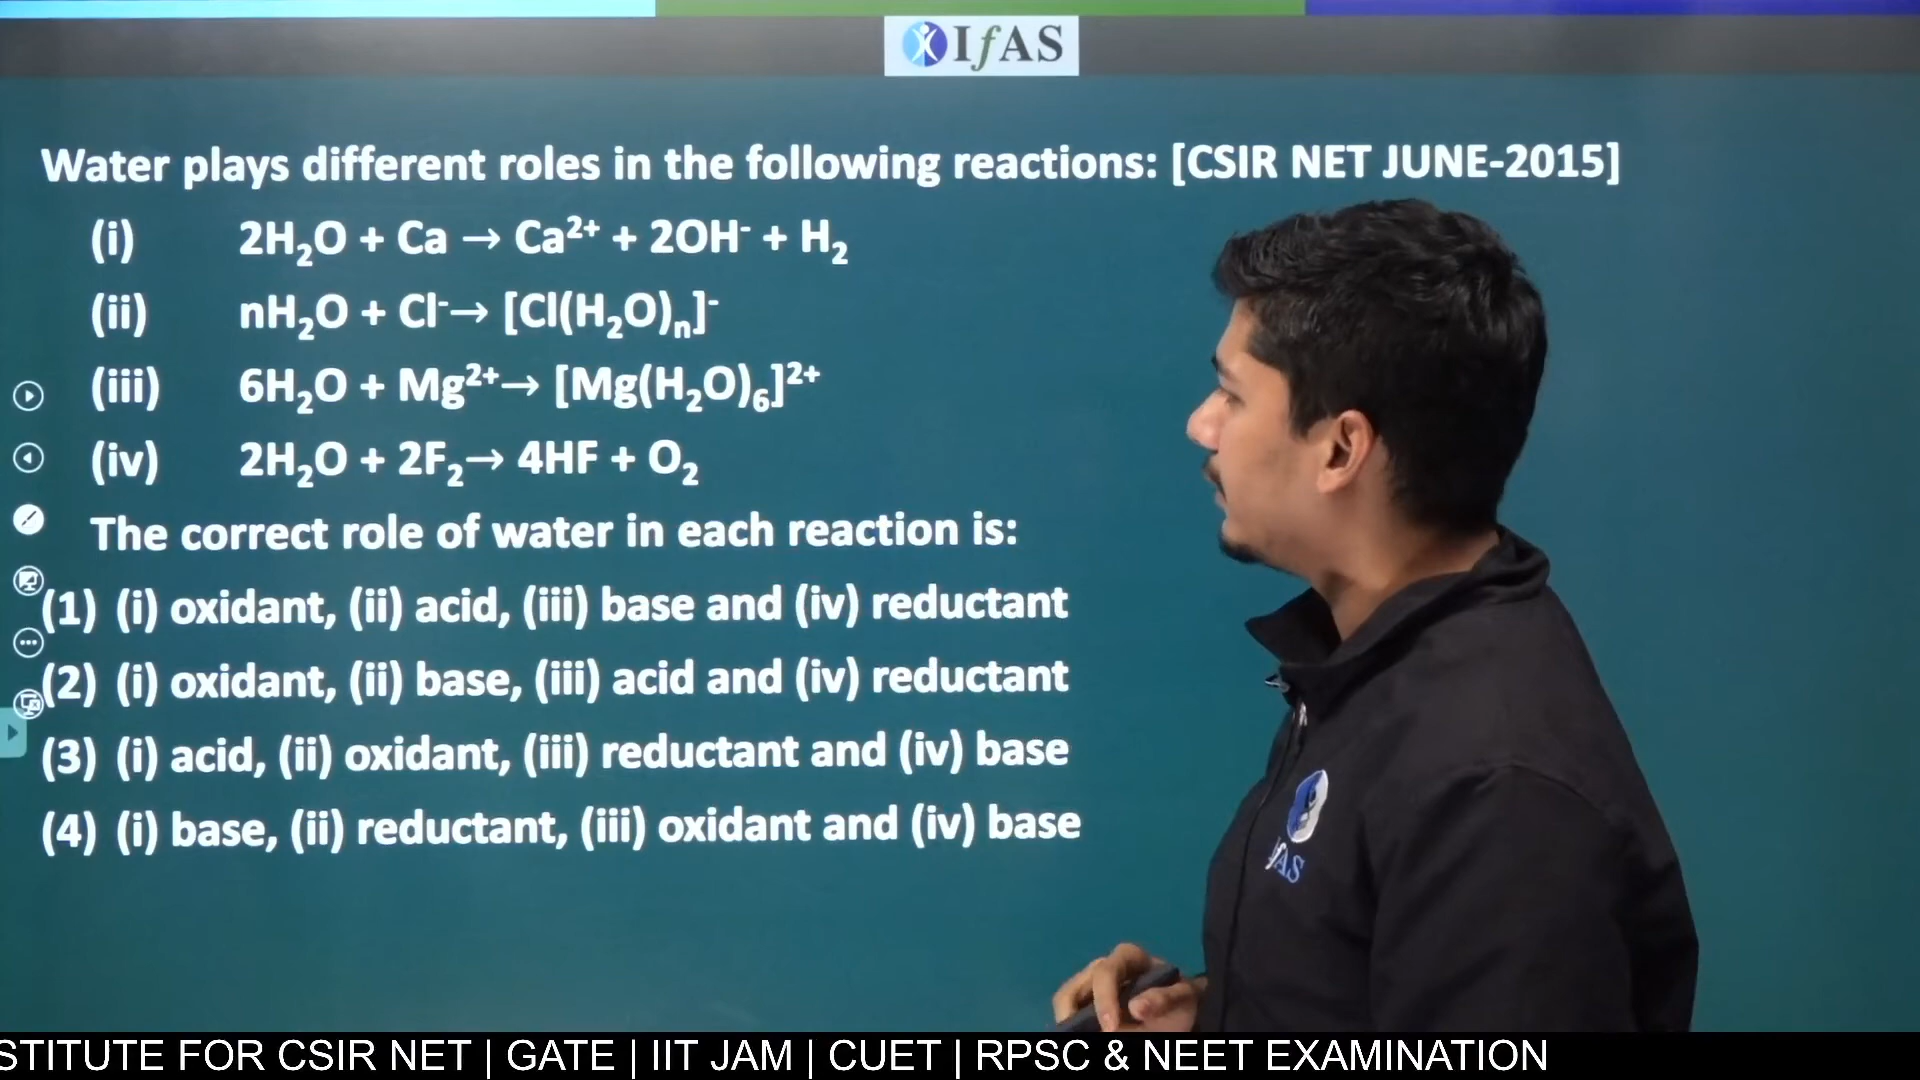 IfAS
Water plays different roles in the following reactions: [CSIR NET JUNE-2015]
(i) 2H₂O + Ca → Ca²⁺ + 2OH⁻ + H₂
(ii) nH₂O + Cl⁻→ [Cl(H₂O)ₙ]⁻
(iii) 6H₂O + Mg²⁺→ [Mg(H₂O)₆]²⁺
(iv) 2H₂O + 2F₂→ 4HF + O₂
The correct role of water in each reaction is:
(1) (i) oxidant, (ii) acid, (iii) base and (iv) reductant
(2) (i) oxidant, (ii) base, (iii) acid and (iv) reductant
(3) (i) acid, (ii) oxidant, (iii) reductant and (iv) base
(4) (i) base, (ii) reductant, (iii) oxidant and (iv) base
IfAS
STITUTE FOR CSIR NET | GATE | IIT JAM | CUET | RPSC & NEET EXAMINATION